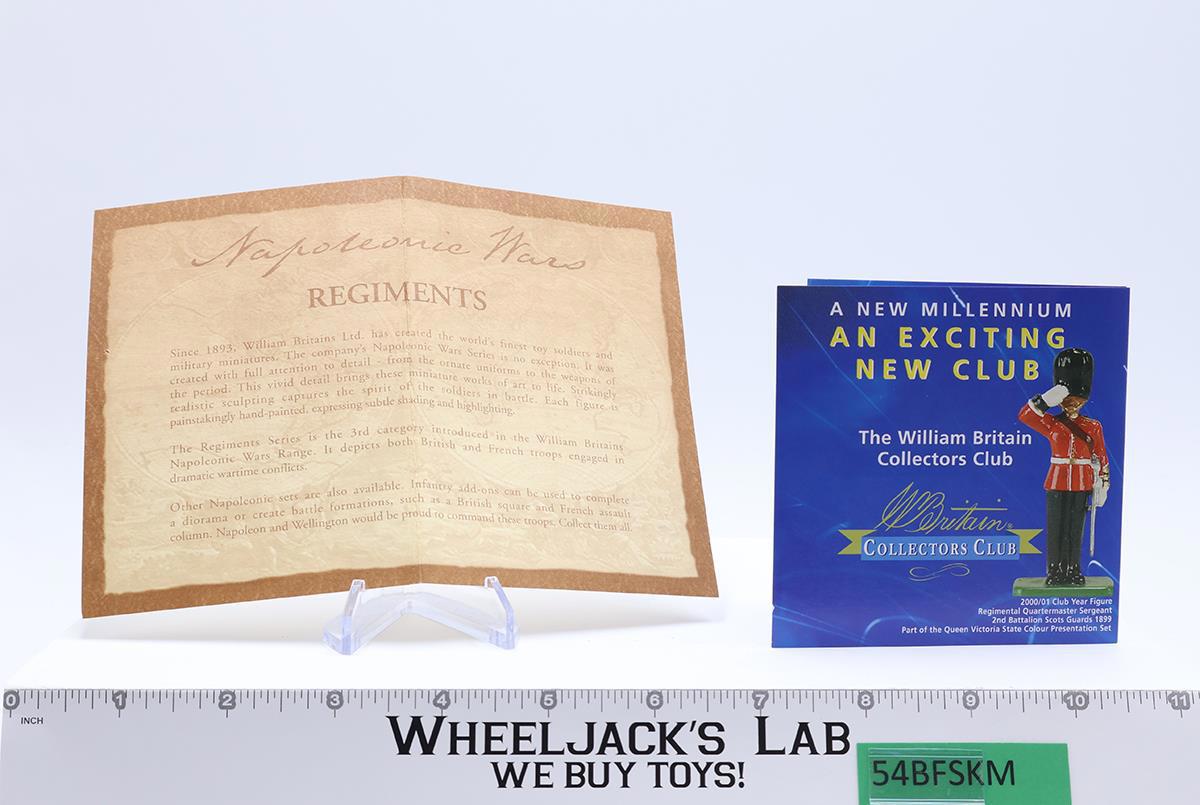 Napoleonic Wars
REGIMENTS
Since 1893, William Britains Ltd. has created the world's finest toy soldiers and
military miniatures. The company's Napoleonic Wars Series is no exception. It was
created with full attention to detail - from the ornate uniforms to the weapons of
the period. This vivid detail brings these miniature works of art to life. Strikingly
realistic sculpting captures the spirit of the soldiers in battle. Each figure is
painstakingly hand-painted, expressing subtle shading and highlighting.
The Regiments Series is the 3rd category introduced in the William Britains
Napoleonic Wars Range. It depicts both British and French troops engaged in
dramatic wartime conflicts.
Other Napoleonic sets are also available. Infantry add-ons can be used to complete
a diorama or create battle formations, such as a British square and French assault
column. Napoleon and Wellington would be proud to command these troops. Collect them all.
A NEW MILLENNIUM
AN EXCITING
NEW CLUB
The William Britain
Collectors Club
WBritain®
COLLECTORS CLUB
2000/01 Club Year Figure
Regimental Quartermaster Sergeant
2nd Battalion Scots Guards 1899
Part of the Queen Victoria State Colour Presentation Set
0 1 2 3 4 5 6 7 8 9 10 11
INCH
WHEELJACK'S LAB
WE BUY TOYS!
54BFSKM